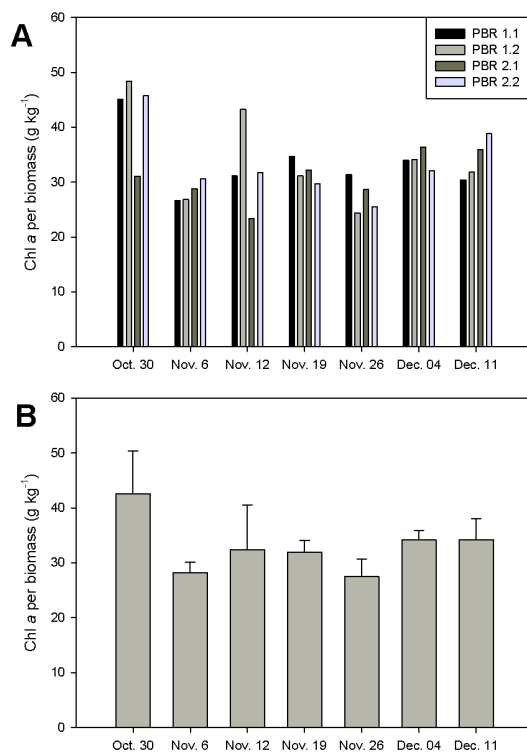 A
60
50
40
30
20
10
0
Chl a per biomass (g kg⁻¹)
PBR 1.1
PBR 1.2
PBR 2.1
PBR 2.2
Oct. 30 Nov. 6 Nov. 12 Nov. 19 Nov. 26 Dec. 04 Dec. 11
B
60
50
40
30
20
10
0
Chl a per biomass (g kg⁻¹)
Oct. 30 Nov. 6 Nov. 12 Nov. 19 Nov. 26 Dec. 04 Dec. 11